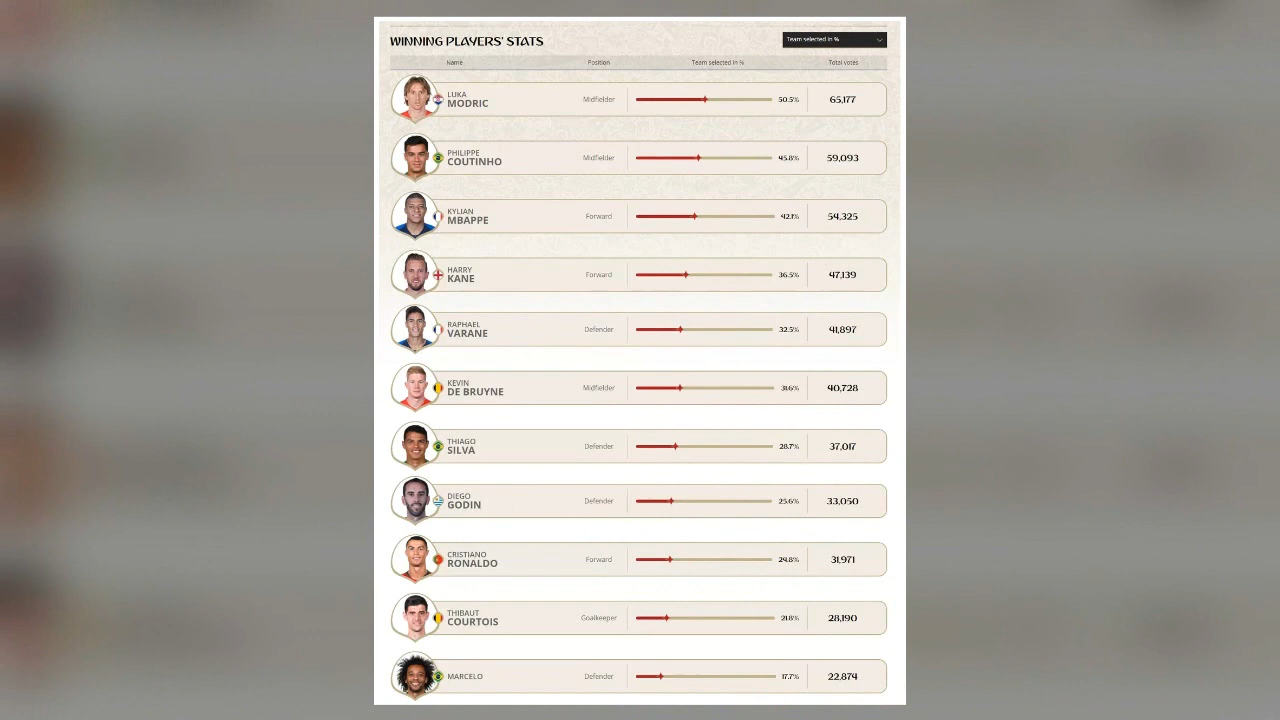 WINNING PLAYERS' STATS
Team selected in %
Name Position Team selected in % Total votes
LUKA
MODRIC
Midfielder 50.5% 65,177
PHILIPPE
COUTINHO
Midfielder 45.8% 59,093
KYLIAN
MBAPPE
Forward 42.1% 54,325
HARRY
KANE
Forward 36.5% 47,139
RAPHAEL
VARANE
Defender 32.5% 41,897
KEVIN
DE BRUYNE
Midfielder 31.6% 40,728
THIAGO
SILVA
Defender 28.7% 37,017
DIEGO
GODIN
Defender 25.6% 33,050
CRISTIANO
RONALDO
Forward 24.8% 31,971
THIBAUT
COURTOIS
Goalkeeper 21.8% 28,190
MARCELO Defender 17.7% 22,874